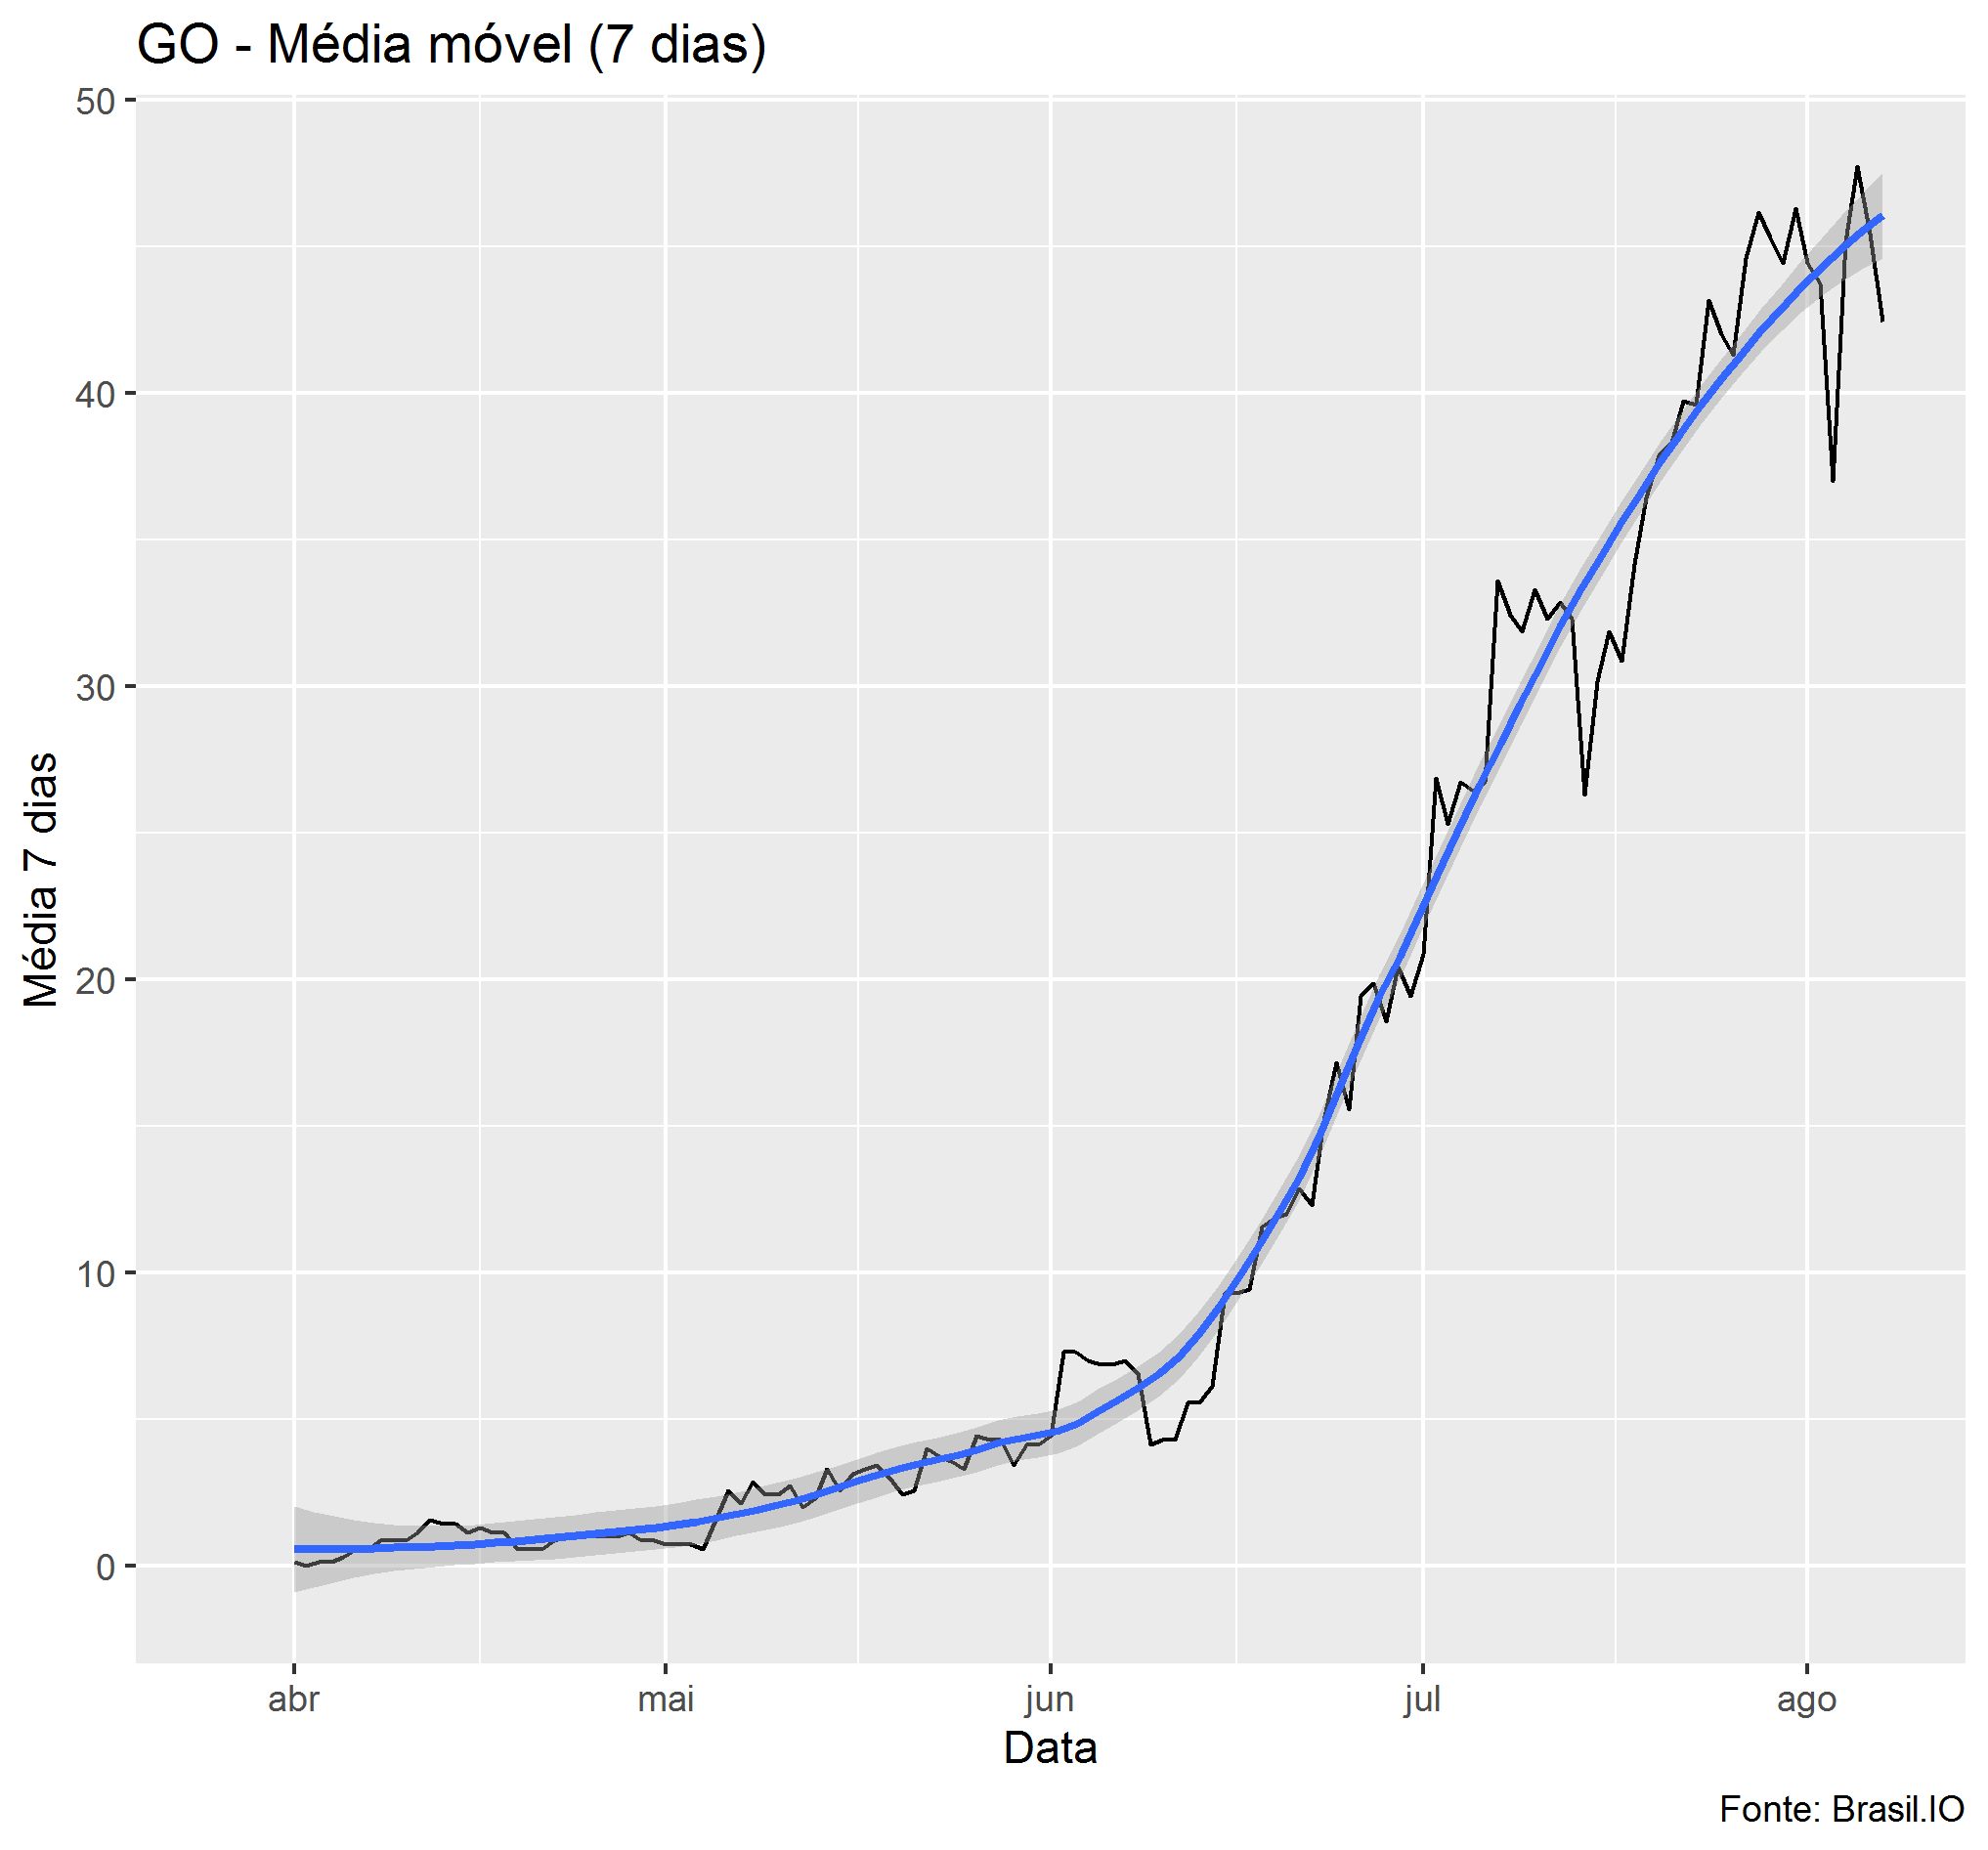 GO - Média móvel (7 dias)
50
40
30
20
10
0
Média 7 dias
abr mai jun jul ago
Data
Fonte: Brasil.IO